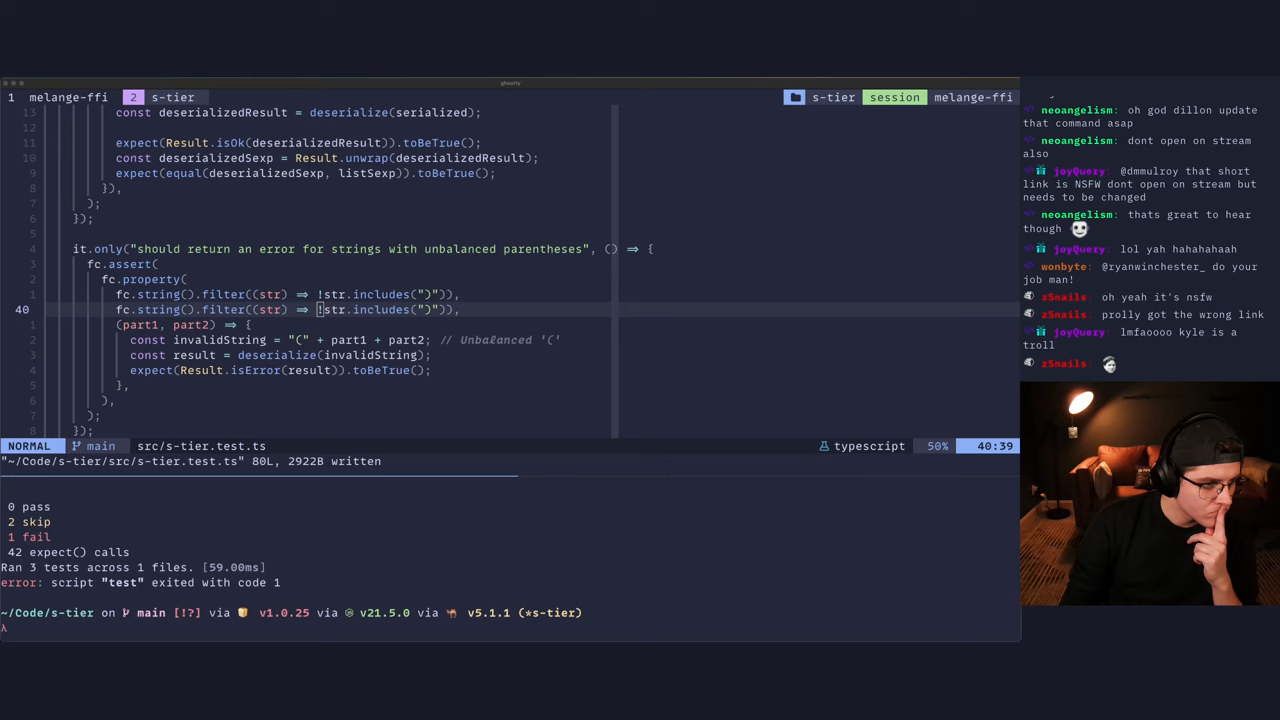 ghostty
1 melange-ffi 2 s-tier
s-tier session melange-ffi
13 const deserializedResult = deserialize(serialized);
12
11 expect(Result.isOk(deserializedResult)).toBeTrue();
10 const deserializedSexp = Result.unwrap(deserializedResult);
9 expect(equal(deserializedSexp, listSexp)).toBeTrue();
8 }),
7 );
6 });
5
4 it.only("should return an error for strings with unbalanced parentheses", () => {
3 fc.assert(
2 fc.property(
1 fc.string().filter((str) => !str.includes(")")),
40 fc.string().filter((str) => !str.includes(")")),
1 (part1, part2) => {
2 const invalidString = "(" + part1 + part2; // Unbalanced '('
3 const result = deserialize(invalidString);
4 expect(Result.isError(result)).toBeTrue();
5 },
6 ),
7 );
8 });
NORMAL main src/s-tier.test.ts typescript 50% 40:39
"~/Code/s-tier/src/s-tier.test.ts" 80L, 2922B written
0 pass
2 skip
1 fail
42 expect() calls
Ran 3 tests across 1 files. [59.00ms]
error: script "test" exited with code 1
~/Code/s-tier on main [!?] via v1.0.25 via v21.5.0 via v5.1.1 (*s-tier)
λ
neoangelism: oh god dillon update
that command asap
neoangelism: dont open on stream
also
joyQuery: @dmmulroy that short
link is NSFW dont open on stream but
needs to be changed
neoangelism: thats great to hear
though
joyQuery: lol yah hahahahaah
wonbyte: @ryanwinchester_ do your
job man!
zSnails: oh yeah it's nsfw
zSnails: prolly got the wrong link
joyQuery: lmfaoooo kyle is a
troll
zSnails: